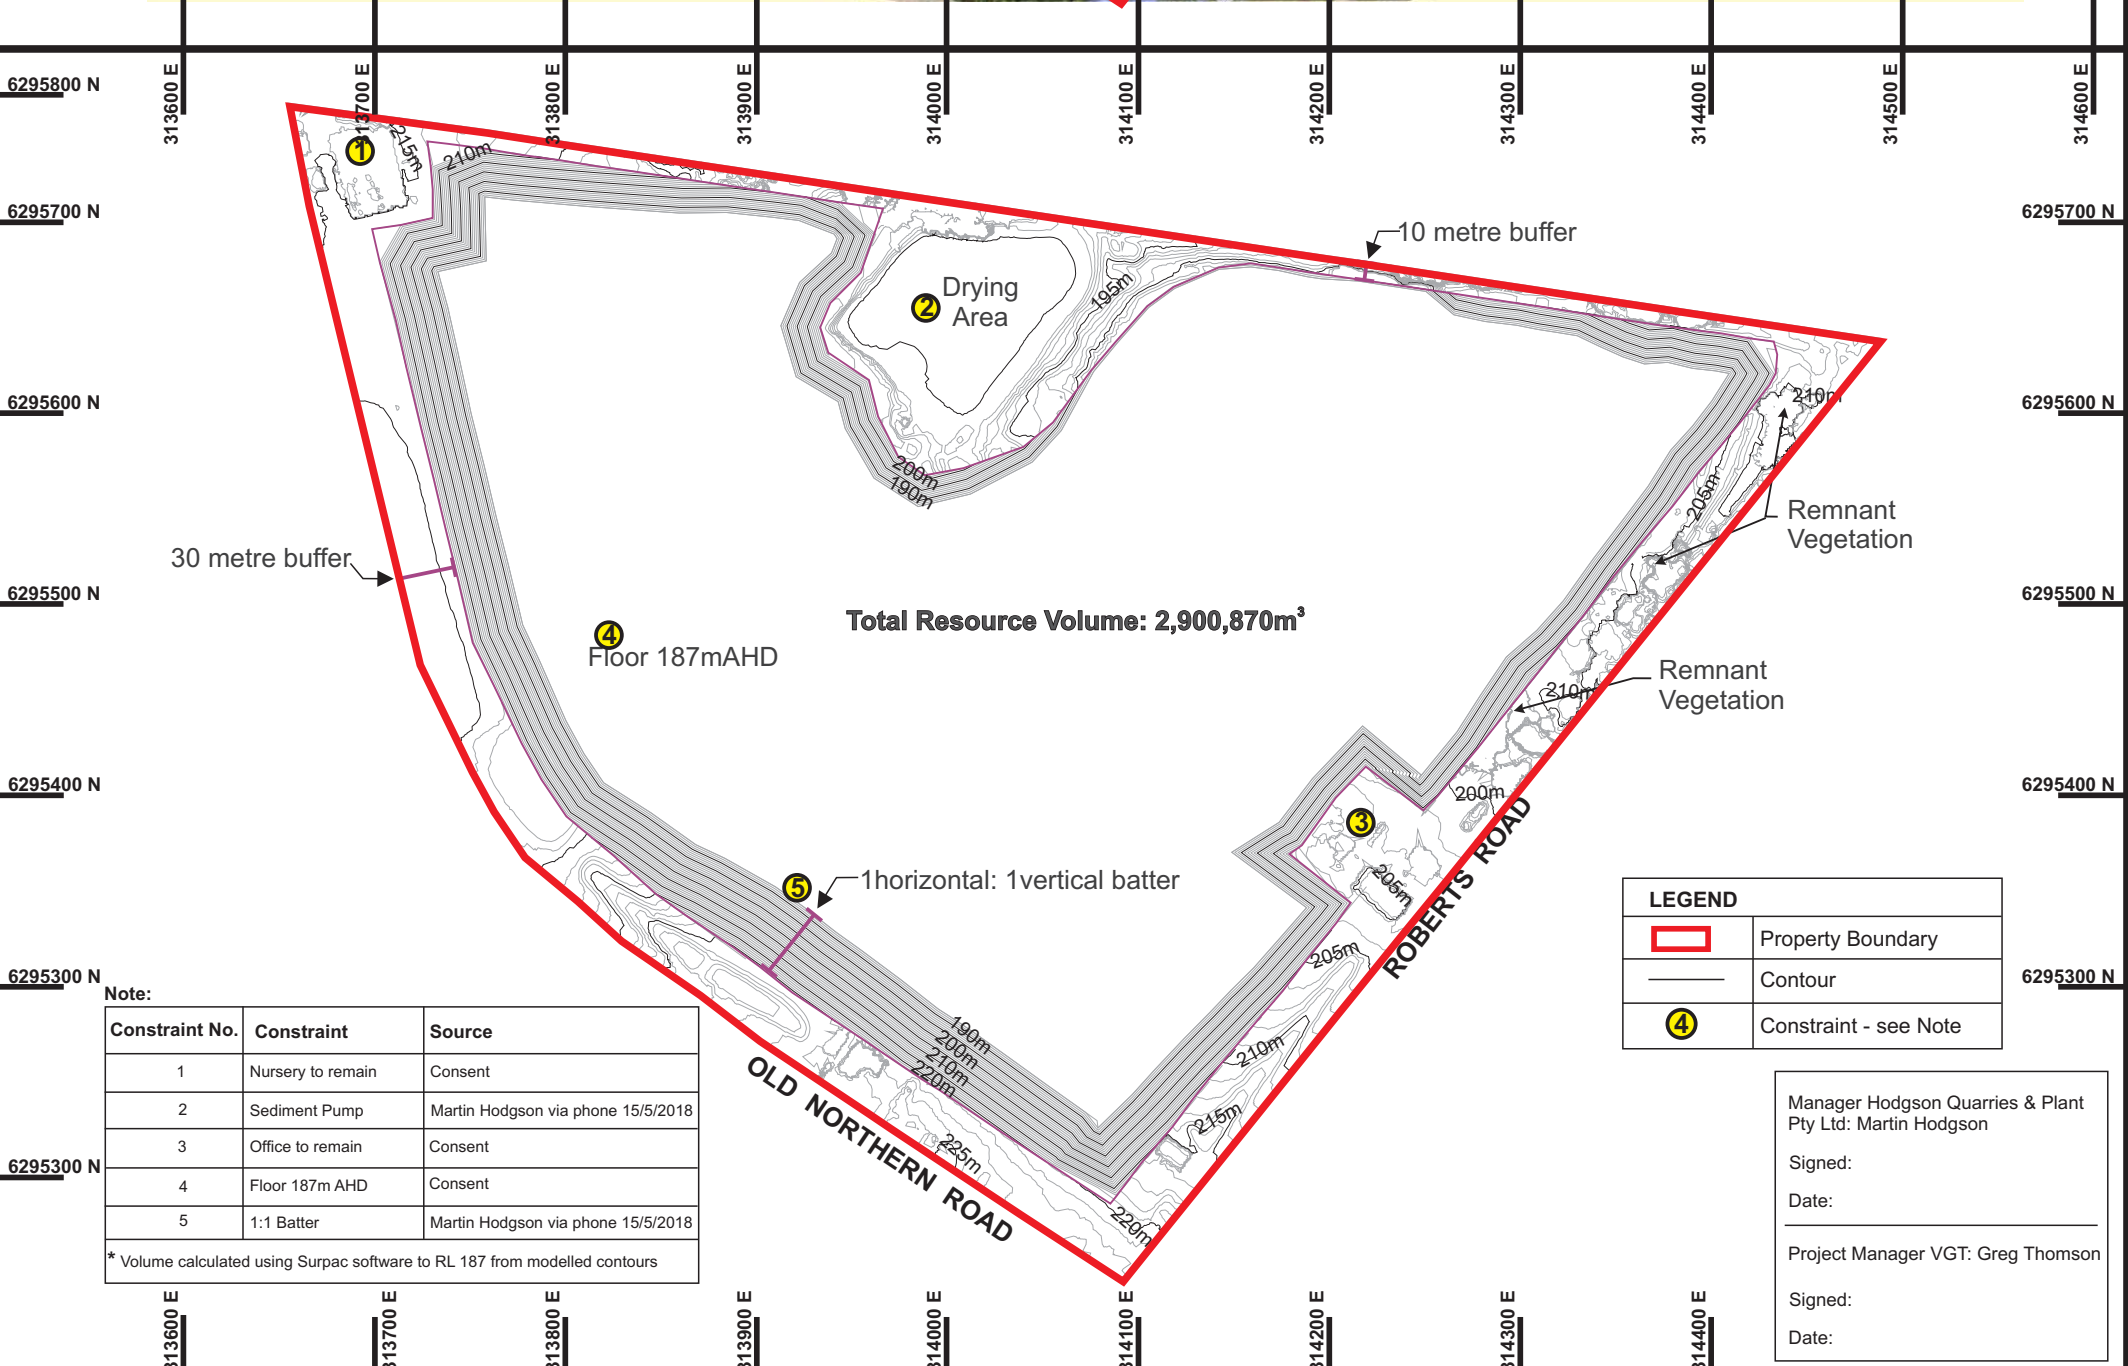 313600 E
313700 E
313800 E
313900 E
314000 E
314100 E
314200 E
314300 E
314400 E
314500 E
314600 E
6295800 N
1
215m
210m
6295700 N
6295700 N
10 metre buffer
Drying
Area
2
195m
6295600 N
6295600 N
210m
200m
190m
205m
Remnant
Vegetation
30 metre buffer
6295500 N
6295500 N
Total Resource Volume: 2,900,870m³
4
Floor 187mAHD
Remnant
Vegetation
210m
6295400 N
6295400 N
200m
3
205m
ROBERTS ROAD
5
1horizontal: 1vertical batter
205m
6295300 N
6295300 N
190m
200m
210m
220m
210m
215m
225m
220m
OLD NORTHERN ROAD
6295300 N
Note:
Constraint No. Constraint Source
1 Nursery to remain Consent
2 Sediment Pump Martin Hodgson via phone 15/5/2018
3 Office to remain Consent
4 Floor 187m AHD Consent
5 1:1 Batter Martin Hodgson via phone 15/5/2018
* Volume calculated using Surpac software to RL 187 from modelled contours
LEGEND
Property Boundary
Contour
4 Constraint - see Note
Manager Hodgson Quarries & Plant
Pty Ltd: Martin Hodgson
Signed:
Date:
Project Manager VGT: Greg Thomson
Signed:
Date:
313600 E
313700 E
313800 E
313900 E
314000 E
314100 E
314200 E
314300 E
314400 E